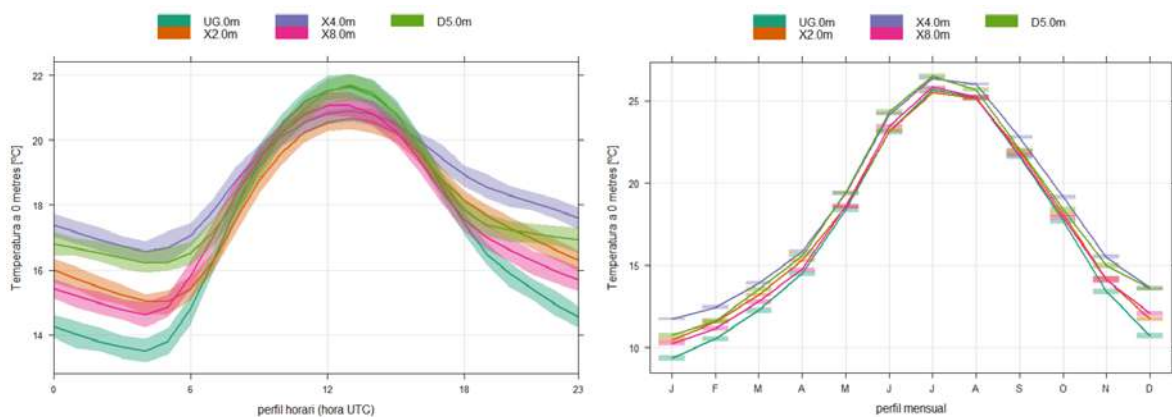 UG.0m X4.0m D5.0m
X2.0m X8.0m
Temperatura a 0 metres [ºC]
22
20
18
16
14
0 6 12 18 23
perfil horari (hora UTC)
UG.0m X4.0m D5.0m
X2.0m X8.0m
Temperatura a 0 metres [ºC]
25
20
15
10
J F M A M J J A S O N D
perfil mensual